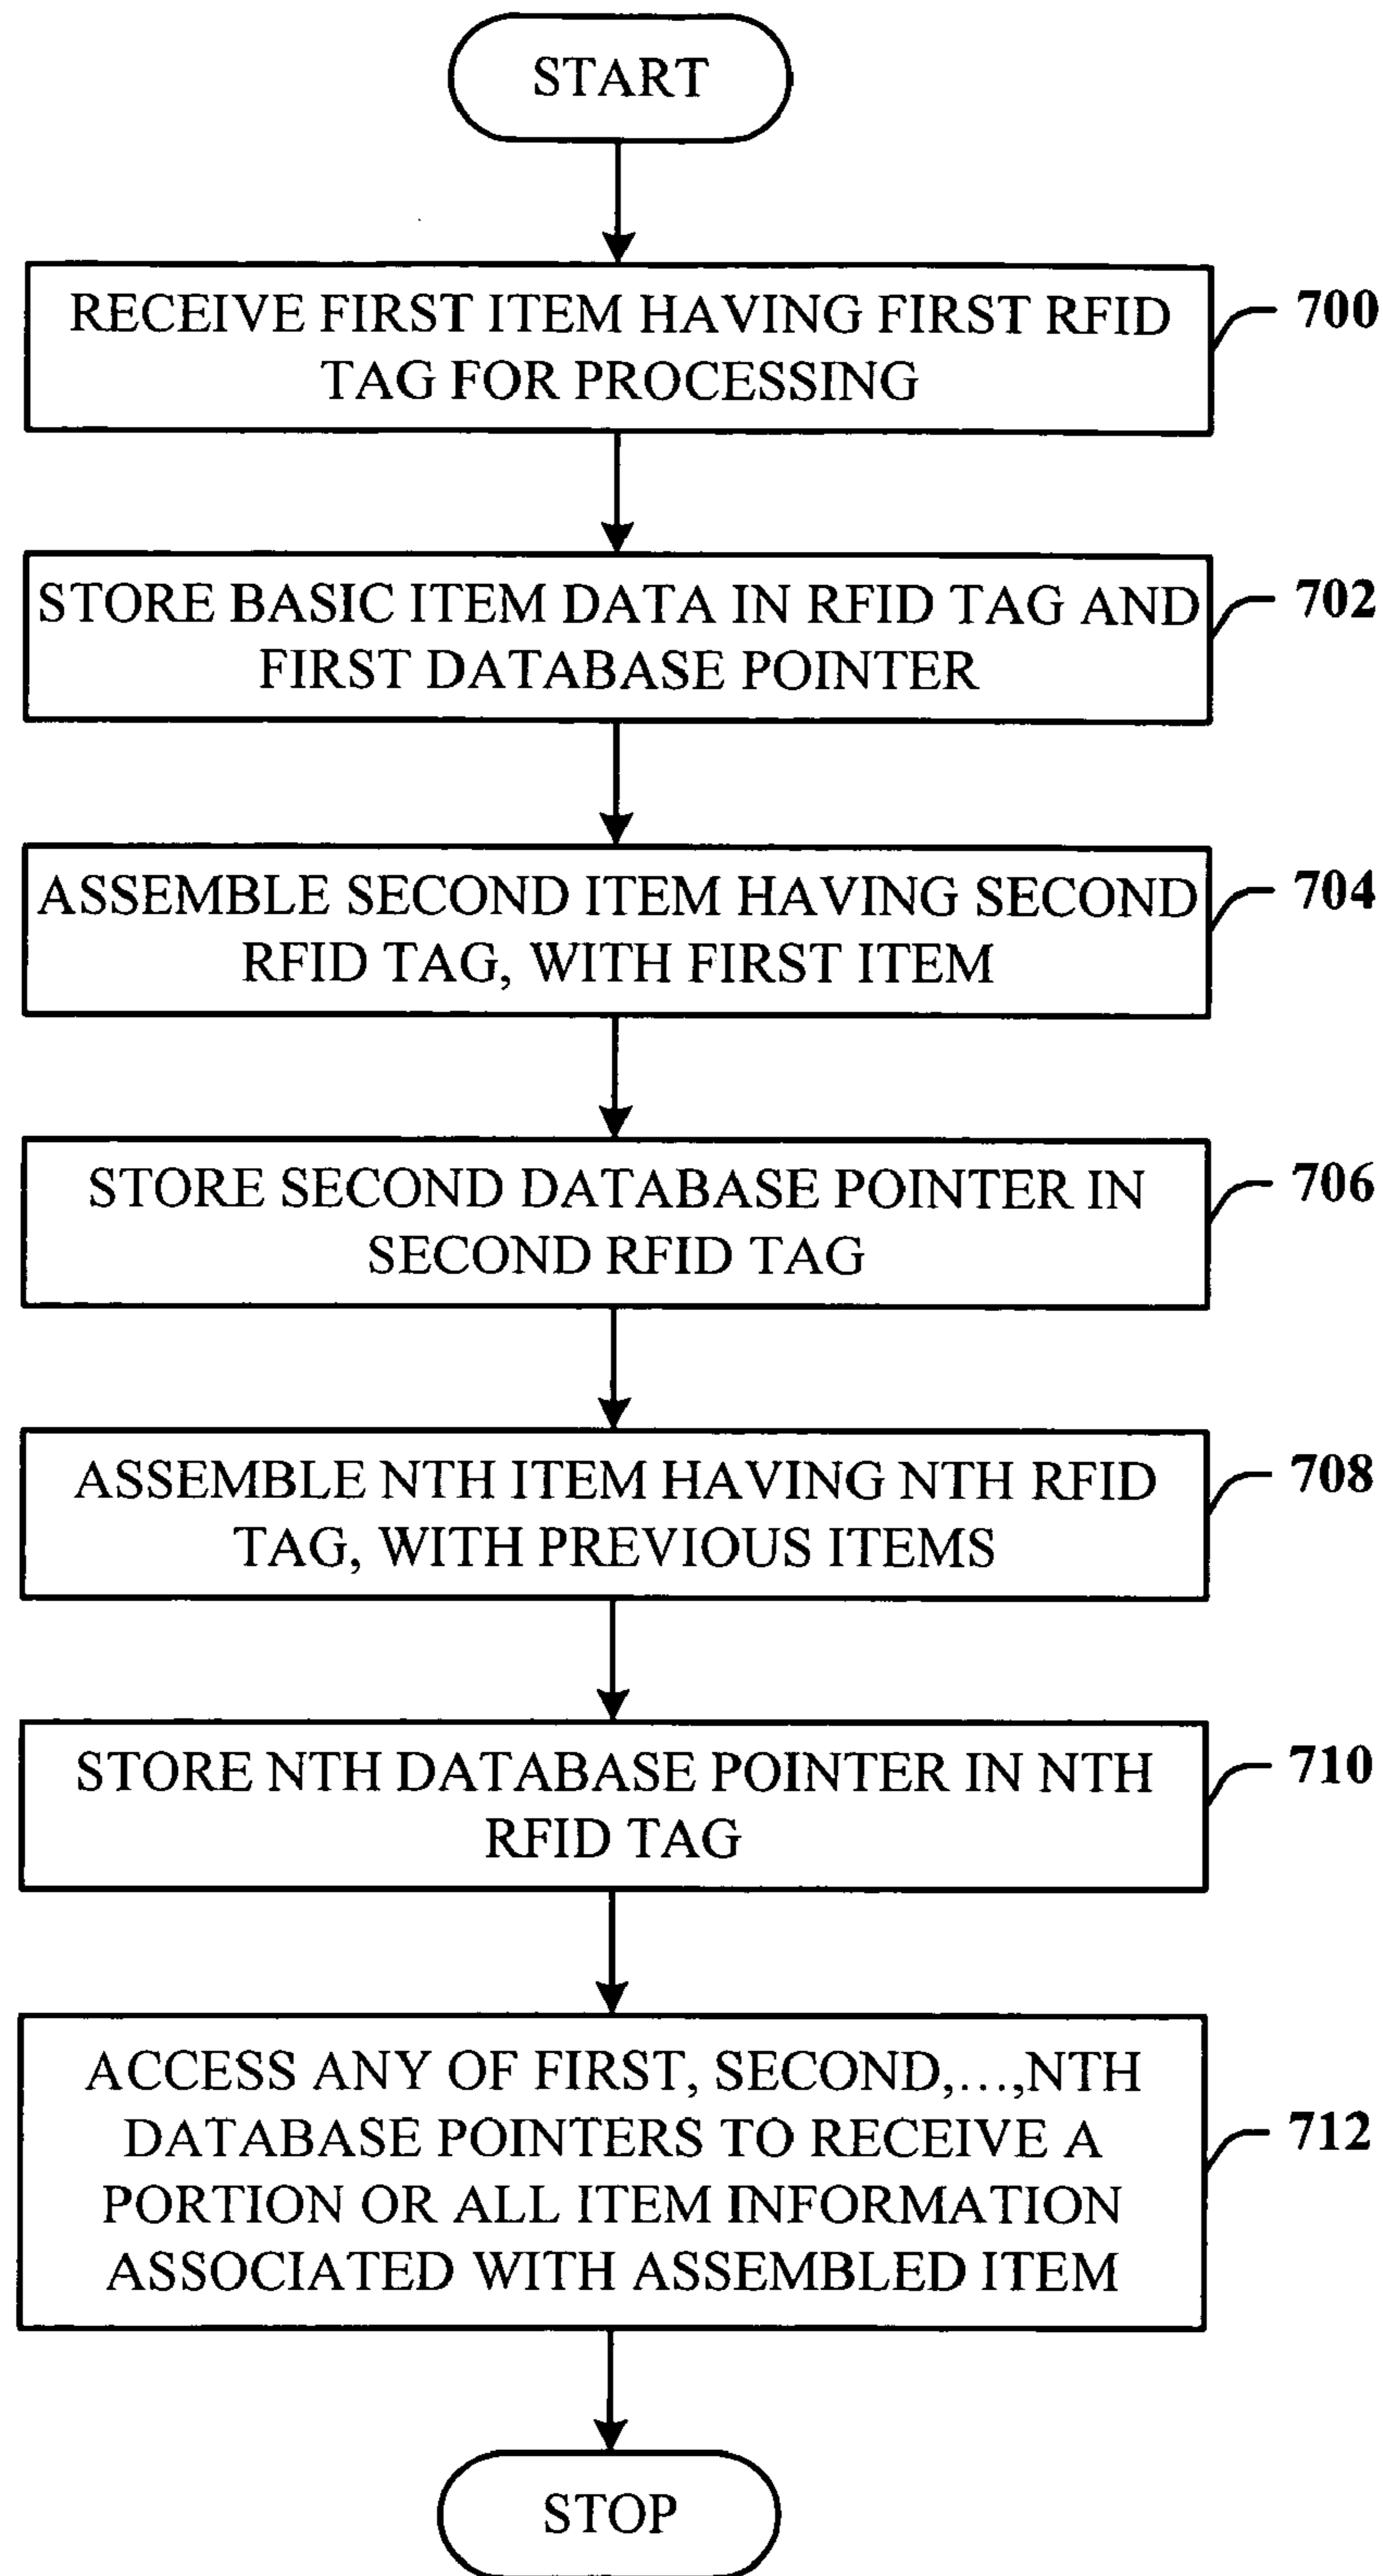 START
RECEIVE FIRST ITEM HAVING FIRST RFID
TAG FOR PROCESSING
700
STORE BASIC ITEM DATA IN RFID TAG AND
FIRST DATABASE POINTER
702
ASSEMBLE SECOND ITEM HAVING SECOND
RFID TAG, WITH FIRST ITEM
704
STORE SECOND DATABASE POINTER IN
SECOND RFID TAG
706
ASSEMBLE NTH ITEM HAVING NTH RFID
TAG, WITH PREVIOUS ITEMS
708
STORE NTH DATABASE POINTER IN NTH
RFID TAG
710
ACCESS ANY OF FIRST, SECOND,...,NTH
DATABASE POINTERS TO RECEIVE A
PORTION OR ALL ITEM INFORMATION
ASSOCIATED WITH ASSEMBLED ITEM
712
STOP